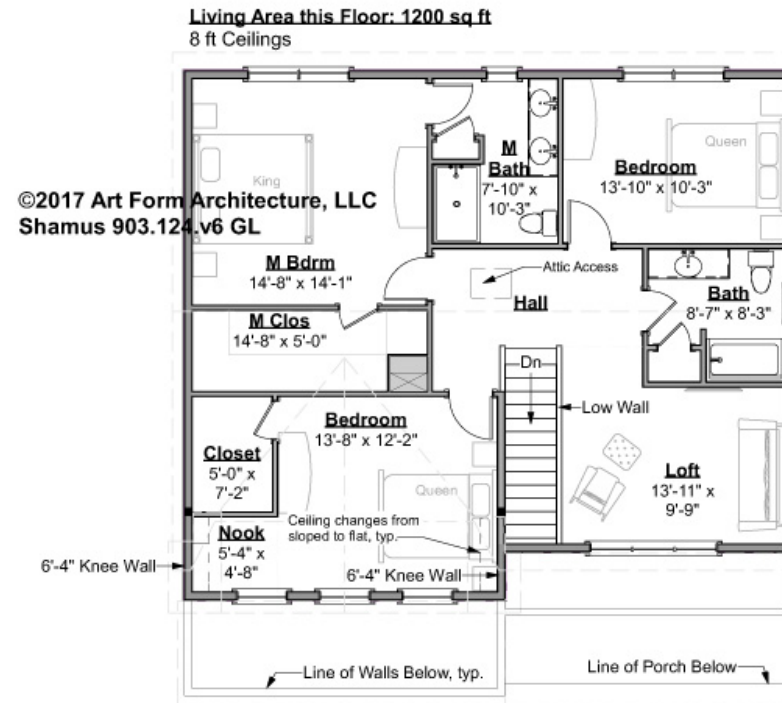 Living Area this Floor: 1200 sq ft
8 ft Ceilings
King
©2017 Art Form Architecture, LLC
Shamus 903.124.v6 GL
M Bdrm
14'-8" x 14'-1"
M
Bath
7'-10" x
10'-3"
Queen
Bedroom
13'-10" x 10'-3"
Attic Access
Hall
Bath
8'-7" x 8'-3"
M Clos
14'-8" x 5'-0"
Dn
Low Wall
Bedroom
13'-8" x 12'-2"
Closet
5'-0" x
7'-2"
Queen
Loft
13'-11" x
9'-9"
Nook
5'-4" x
4'-8"
Ceiling changes from
sloped to flat, typ.
6'-4" Knee Wall
6'-4" Knee Wall
Line of Walls Below, typ.
Line of Porch Below